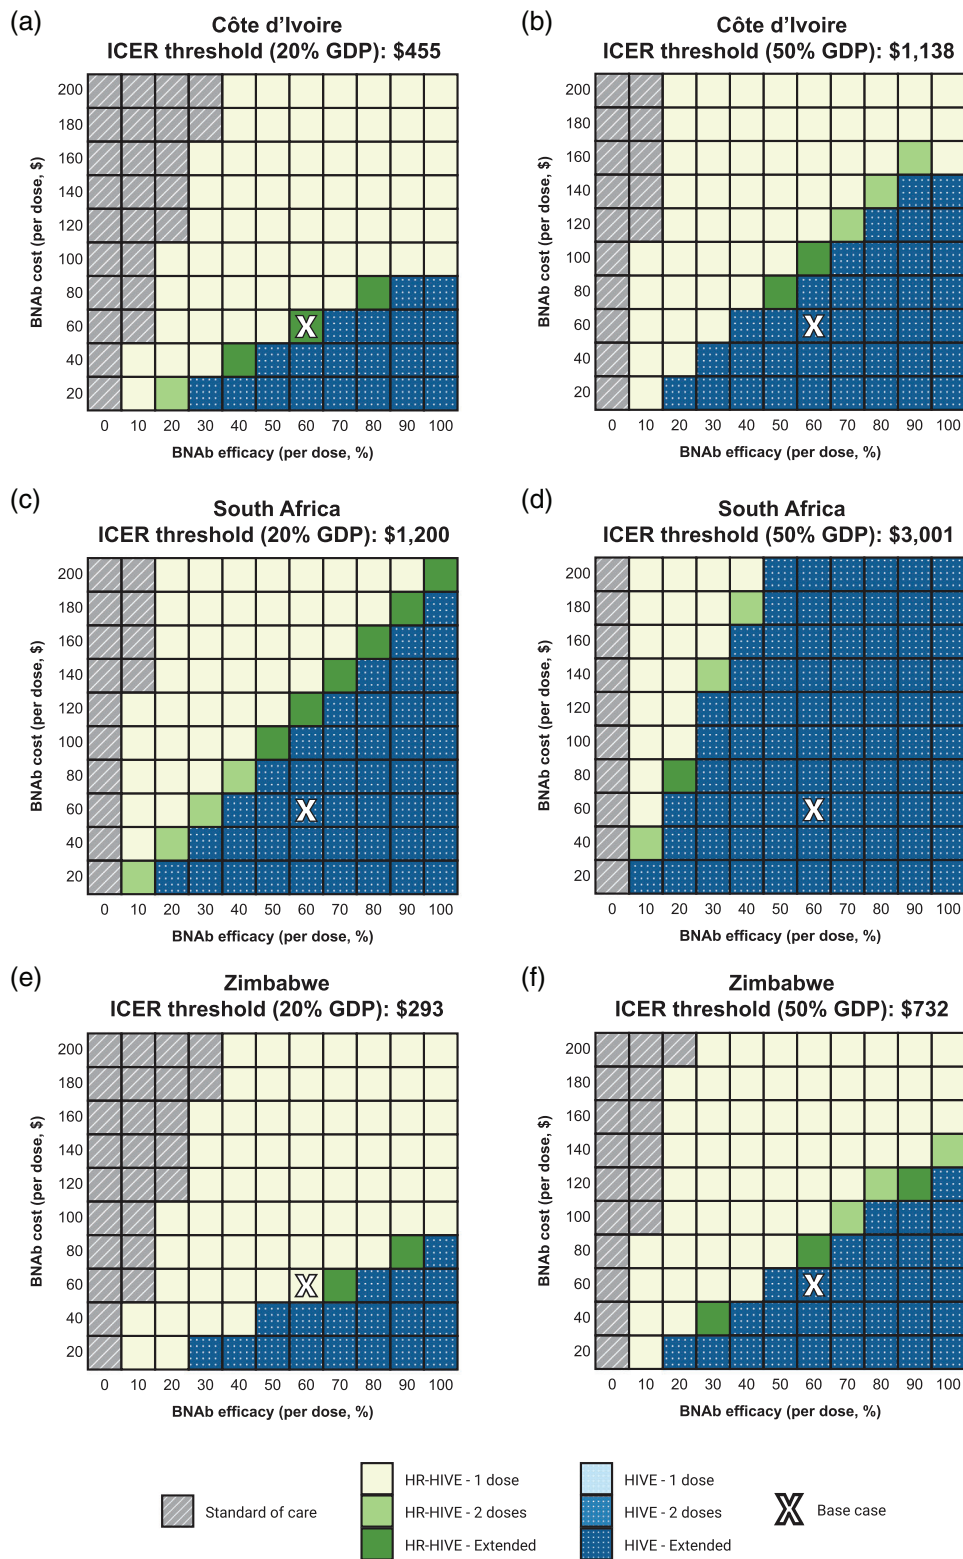 (a)
Côte d’Ivoire
ICER threshold (20% GDP): $455
BNAb cost (per dose, $)
200
180
160
140
120
100
80
60
40
20
X
0 10 20 30 40 50 60 70 80 90 100
BNAb efficacy (per dose, %)
(b)
Côte d’Ivoire
ICER threshold (50% GDP): $1,138
BNAb cost (per dose, $)
200
180
160
140
120
100
80
60
40
20
X
0 10 20 30 40 50 60 70 80 90 100
BNAb efficacy (per dose, %)
(c)
South Africa
ICER threshold (20% GDP): $1,200
BNAb cost (per dose, $)
200
180
160
140
120
100
80
60
40
20
X
0 10 20 30 40 50 60 70 80 90 100
BNAb efficacy (per dose, %)
(d)
South Africa
ICER threshold (50% GDP): $3,001
BNAb cost (per dose, $)
200
180
160
140
120
100
80
60
40
20
X
0 10 20 30 40 50 60 70 80 90 100
BNAb efficacy (per dose, %)
(e)
Zimbabwe
ICER threshold (20% GDP): $293
BNAb cost (per dose, $)
200
180
160
140
120
100
80
60
40
20
X
0 10 20 30 40 50 60 70 80 90 100
BNAb efficacy (per dose, %)
(f)
Zimbabwe
ICER threshold (50% GDP): $732
BNAb cost (per dose, $)
200
180
160
140
120
100
80
60
40
20
X
0 10 20 30 40 50 60 70 80 90 100
BNAb efficacy (per dose, %)
Standard of care
HR-HIVE - 1 dose
HR-HIVE - 2 doses
HR-HIVE - Extended
HIVE - 1 dose
HIVE - 2 doses
HIVE - Extended
X Base case